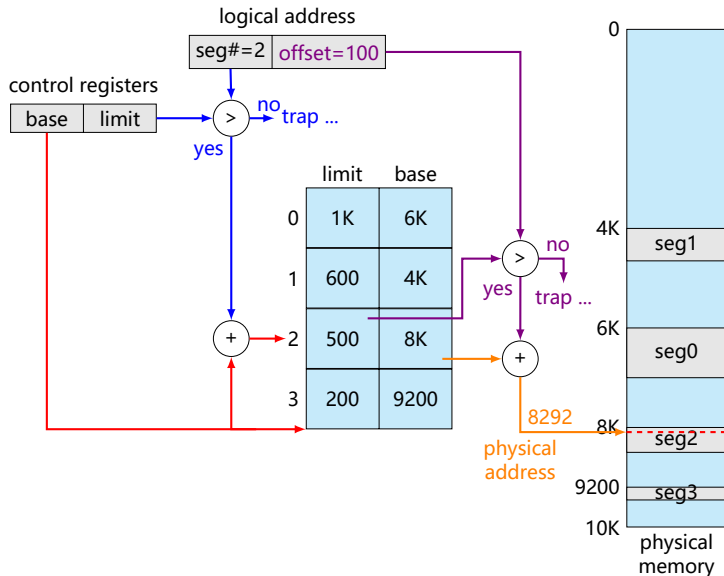 logical address
seg#=2 offset=100
control registers
base limit
>
no
trap ...
yes
limit base
0 1K 6K
1 600 4K
2 500 8K
3 200 9200
+
>
no
yes
trap ...
+
8292
physical
address
0
4K
seg1
6K
seg0
8K
seg2
9200
seg3
10K
physical
memory